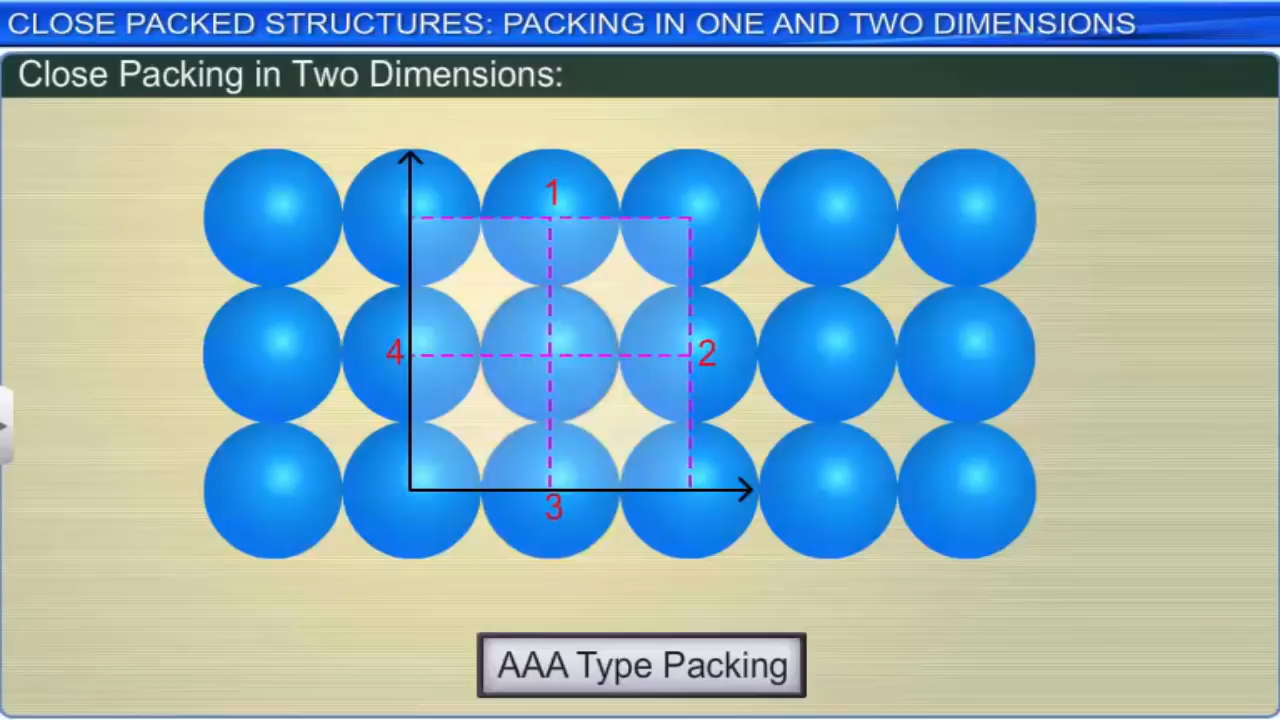 CLOSE PACKED STRUCTURES: PACKING IN ONE AND TWO DIMENSIONS
Close Packing in Two Dimensions:
1
4
2
3
AAA Type Packing